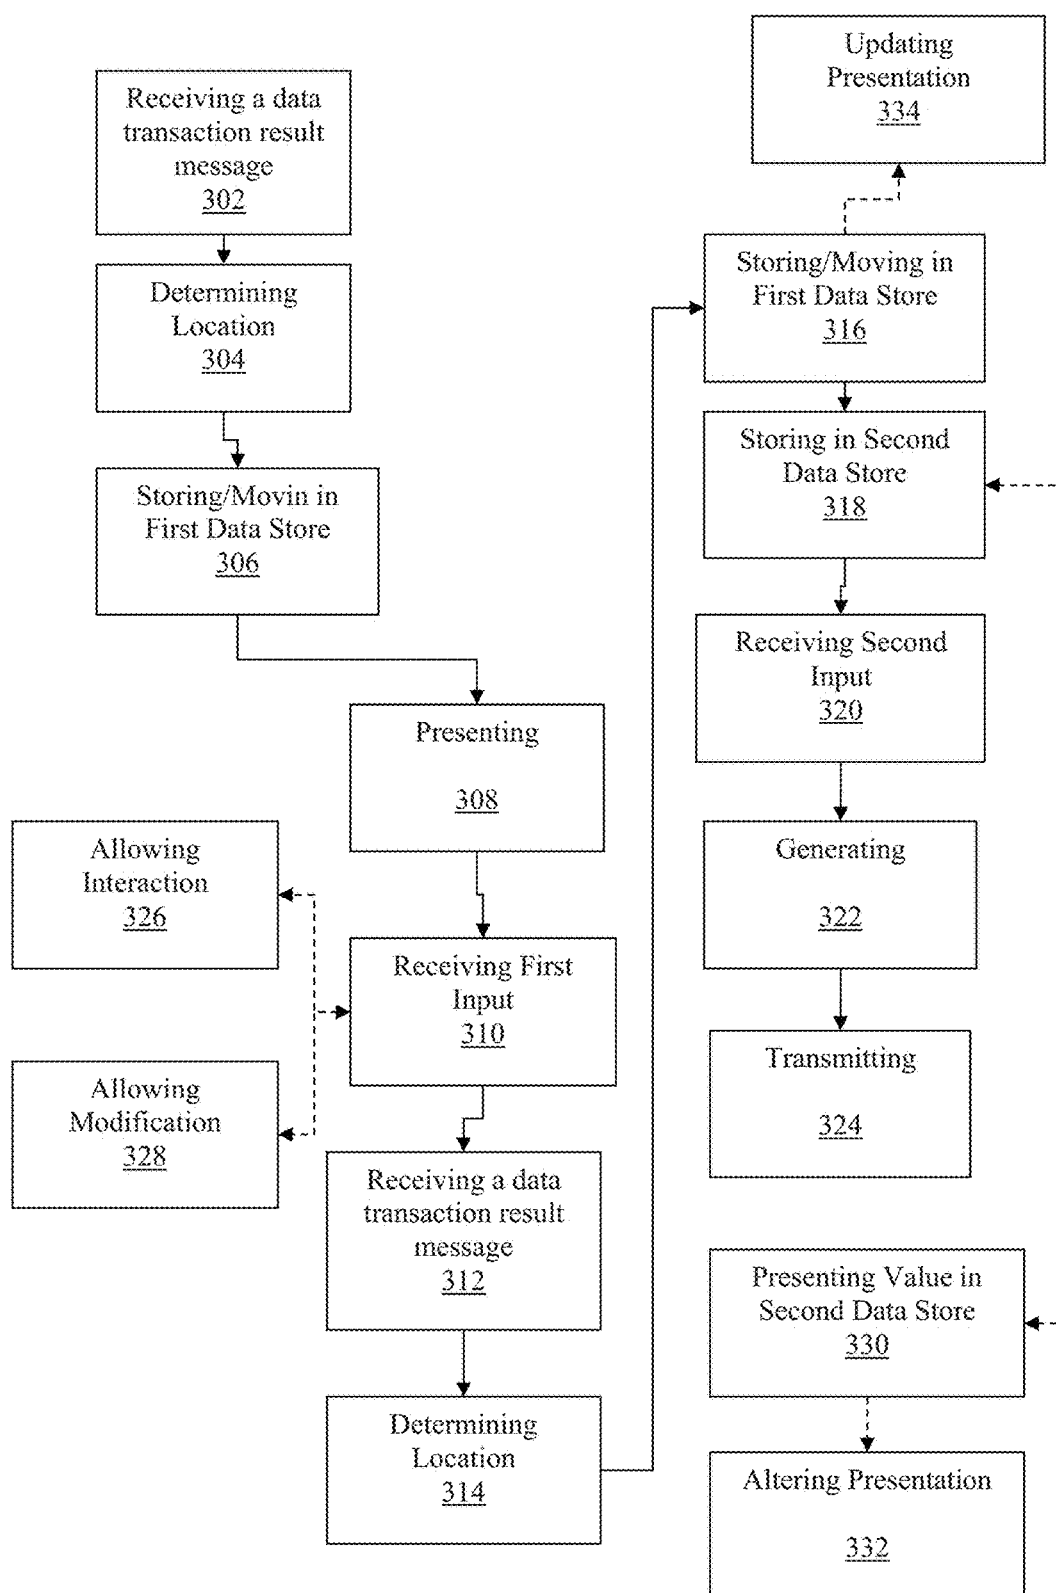 Receiving a data
transaction result
message
302
Determining
Location
304
Storing/Movin in
First Data Store
306
Presenting
308
Allowing
Interaction
326
Receiving First
Input
310
Allowing
Modification
328
Receiving a data
transaction result
message
312
Determining
Location
314
Updating
Presentation
334
Storing/Moving in
First Data Store
316
Storing in Second
Data Store
318
Receiving Second
Input
320
Generating
322
Transmitting
324
Presenting Value in
Second Data Store
330
Altering Presentation
332